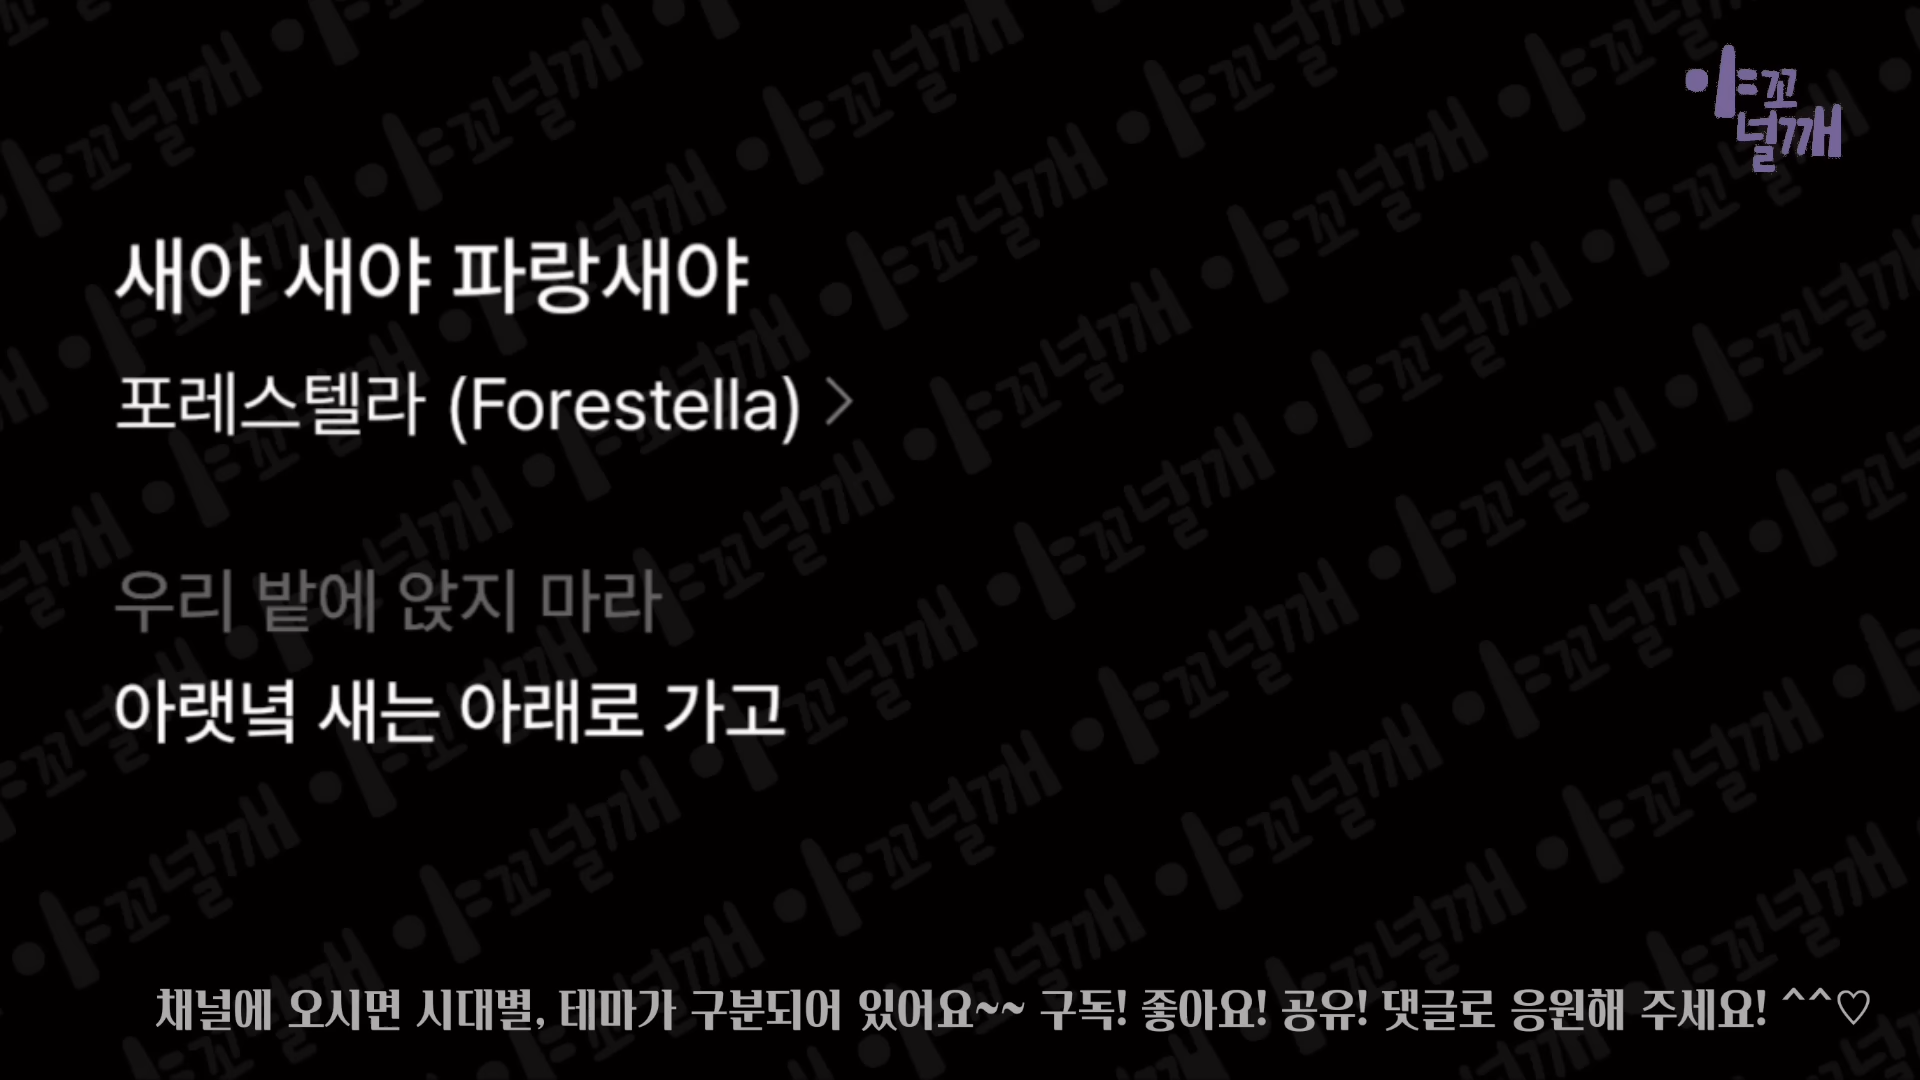 야꼬
널깨
새야 새야 파랑새야
포레스텔라 (Forestella) >
우리 밭에 앉지 마라
아랫녘 새는 아래로 가고
채널에 오시면 시대별, 테마가 구분되어 있어요~~ 구독! 좋아요! 공유! 댓글로 응원해 주세요! ^^♡